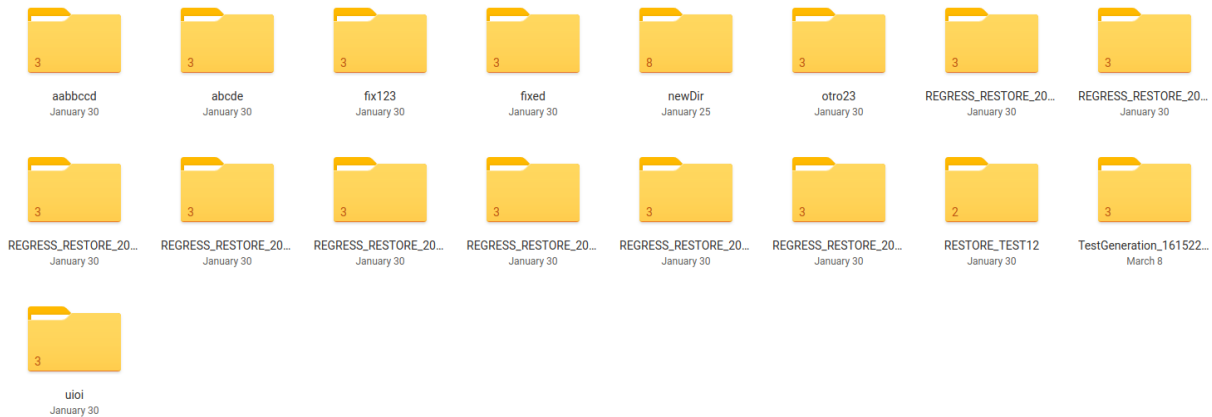 3 3 3 3 8 3 3 3
aabbccd abcde fix123 fixed newDir otro23 REGRESS_RESTORE_20... REGRESS_RESTORE_20...
January 30 January 30 January 30 January 30 January 25 January 30 January 30 January 30
3 3 3 3 3 3 2 3
REGRESS_RESTORE_20... REGRESS_RESTORE_20... REGRESS_RESTORE_20... REGRESS_RESTORE_20... REGRESS_RESTORE_20... REGRESS_RESTORE_20... RESTORE_TEST12 TestGeneration_161522...
January 30 January 30 January 30 January 30 January 30 January 30 January 30 March 8
3
uioi
January 30